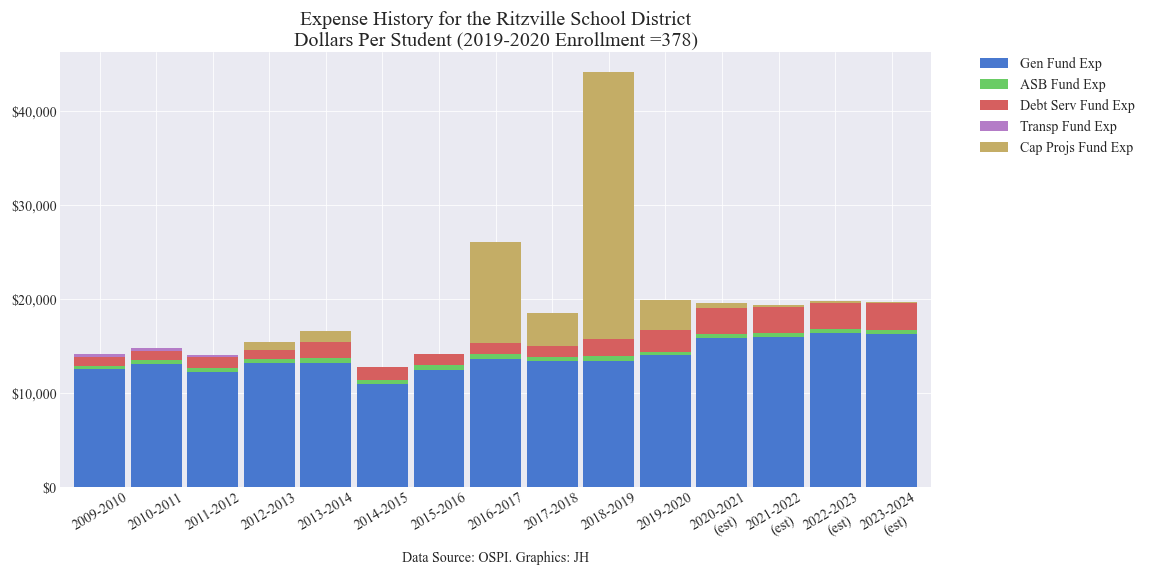 Expense History for the Ritzville School District
Dollars Per Student (2019-2020 Enrollment =378)
Gen Fund Exp
ASB Fund Exp
Debt Serv Fund Exp
Transp Fund Exp
Cap Projs Fund Exp
$40,000
$30,000
$20,000
$10,000
$0
2009-2010
2010-2011
2011-2012
2012-2013
2013-2014
2014-2015
2015-2016
2016-2017
2017-2018
2018-2019
2019-2020
2020-2021
(est)
2021-2022
(est)
2022-2023
(est)
2023-2024
(est)
Data Source: OSPI. Graphics: JH